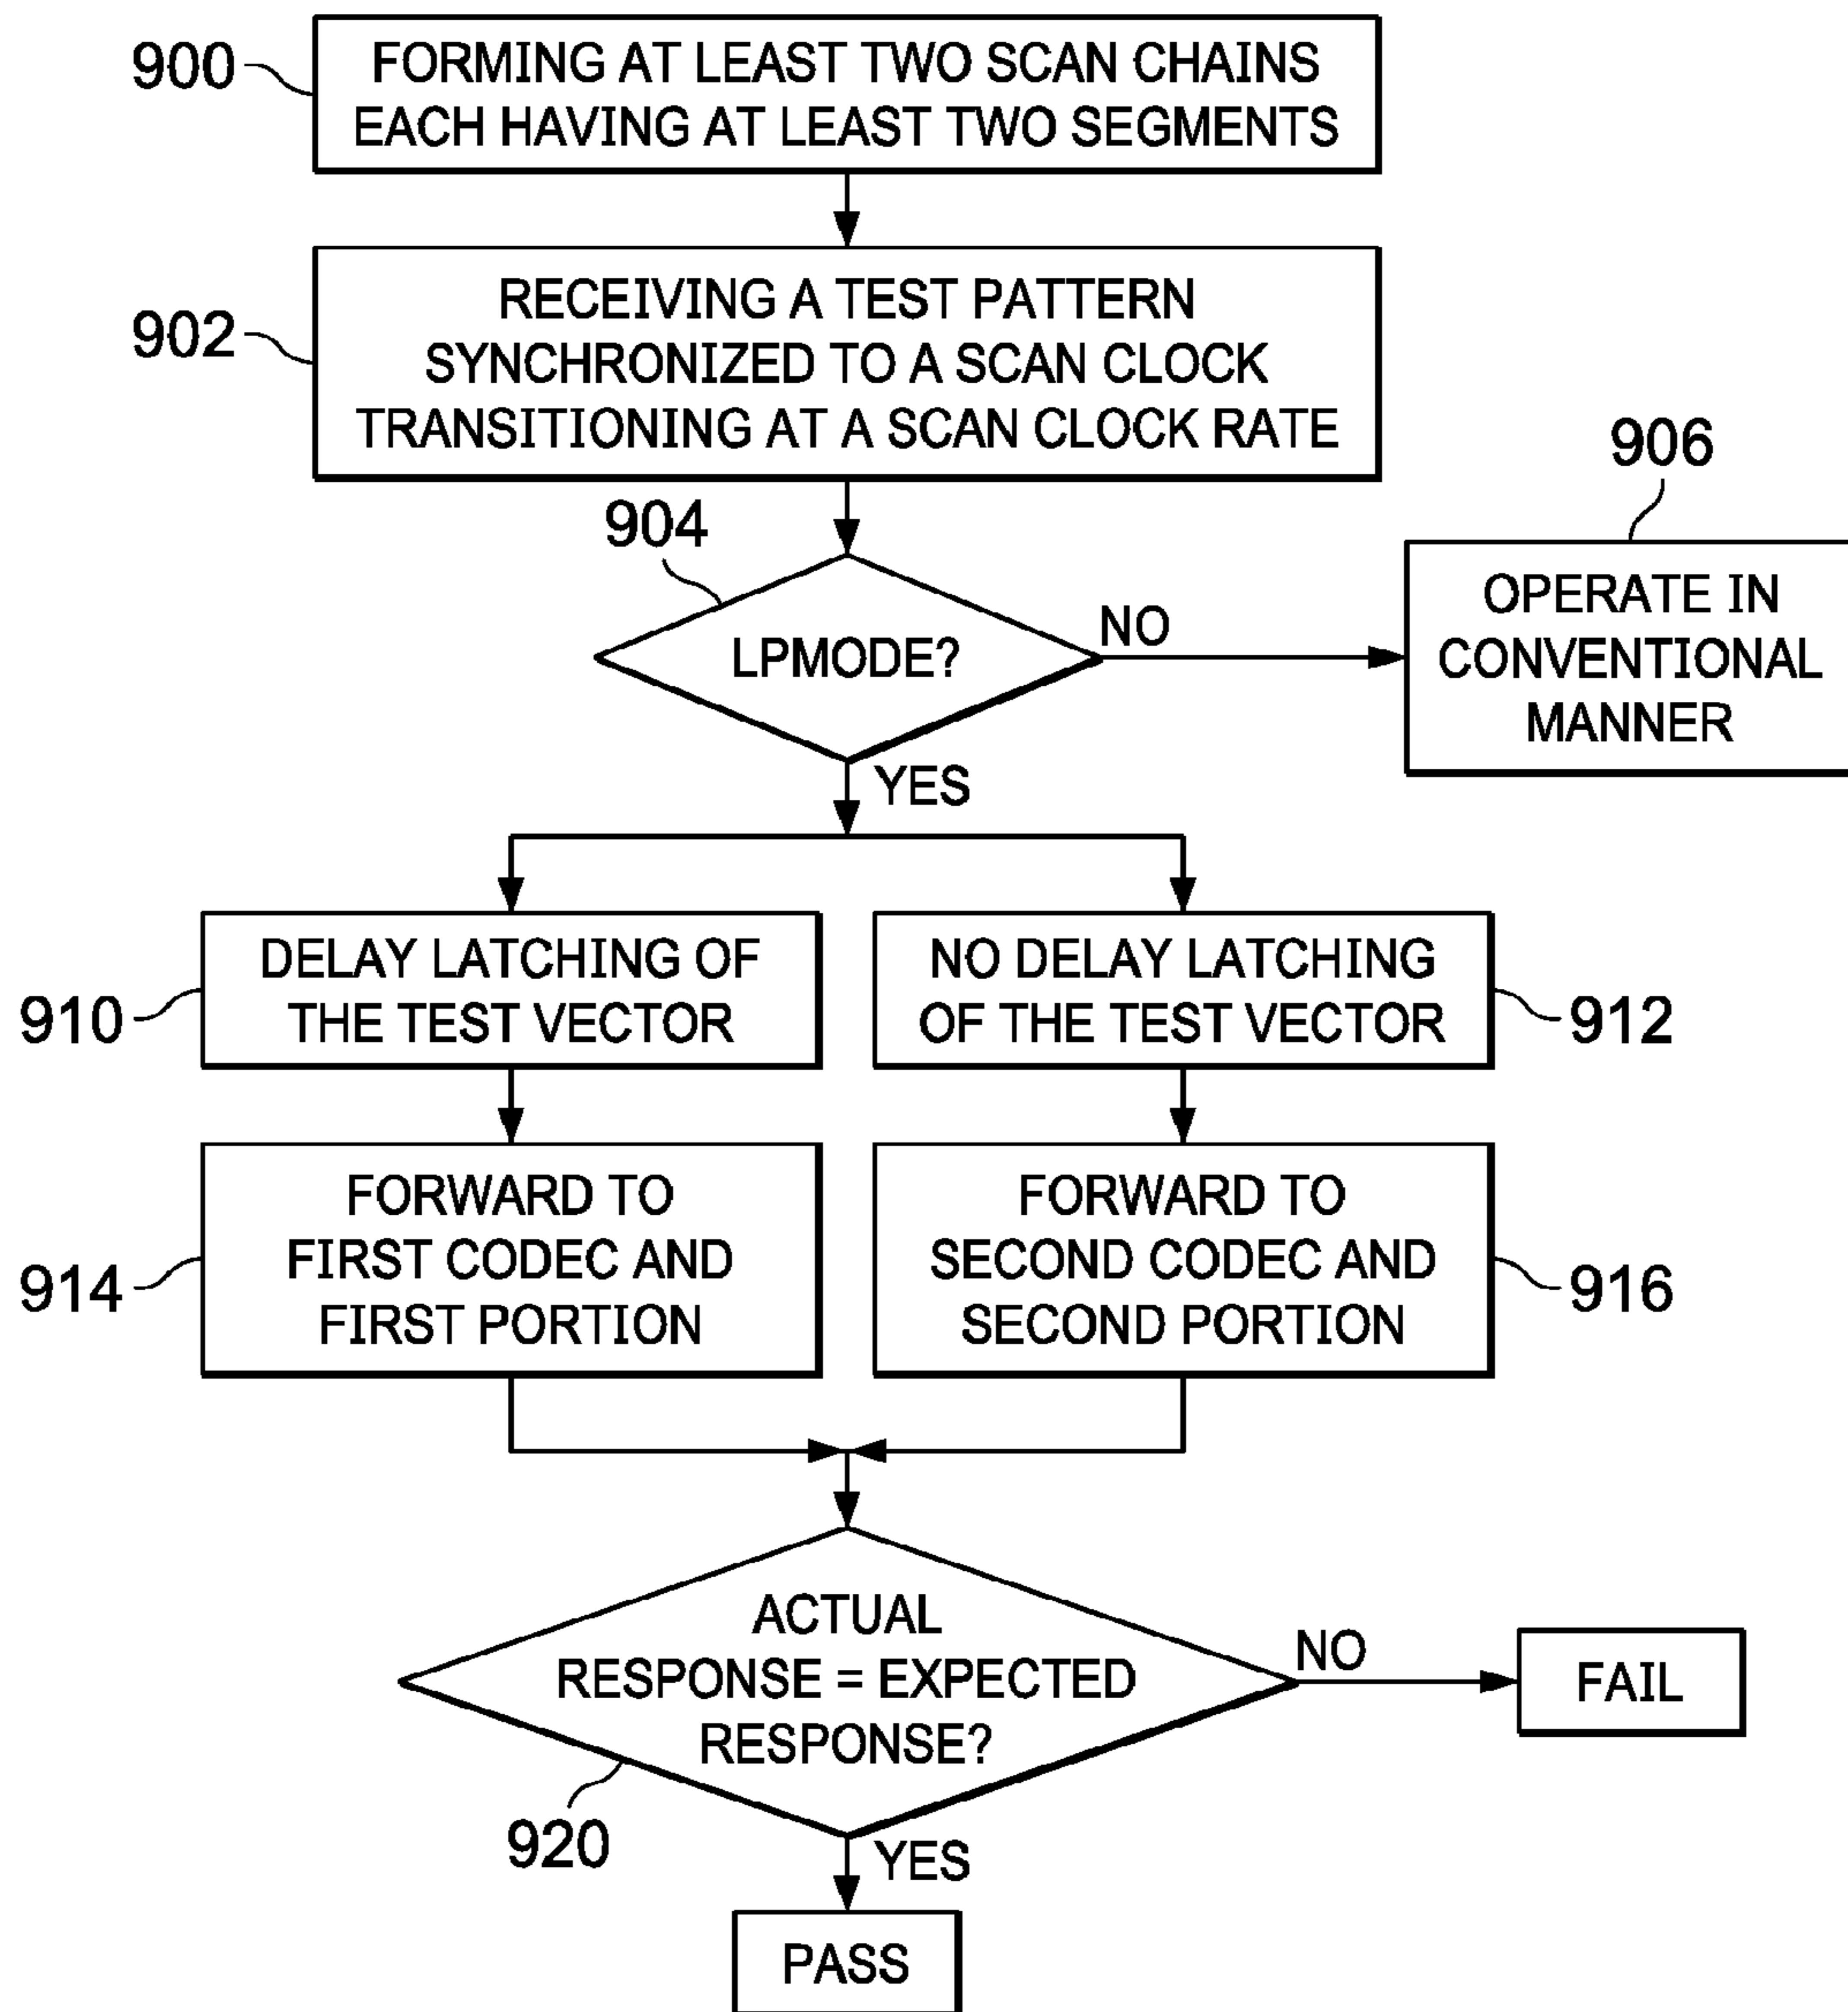 900
FORMING AT LEAST TWO SCAN CHAINS
EACH HAVING AT LEAST TWO SEGMENTS
902
RECEIVING A TEST PATTERN
SYNCHRONIZED TO A SCAN CLOCK
TRANSITIONING AT A SCAN CLOCK RATE
904
LPMODE?
NO
906
OPERATE IN
CONVENTIONAL
MANNER
YES
910
DELAY LATCHING OF
THE TEST VECTOR
NO DELAY LATCHING
OF THE TEST VECTOR
912
914
FORWARD TO
FIRST CODEC AND
FIRST PORTION
FORWARD TO
SECOND CODEC AND
SECOND PORTION
916
ACTUAL
RESPONSE = EXPECTED
RESPONSE?
920
NO
FAIL
YES
PASS